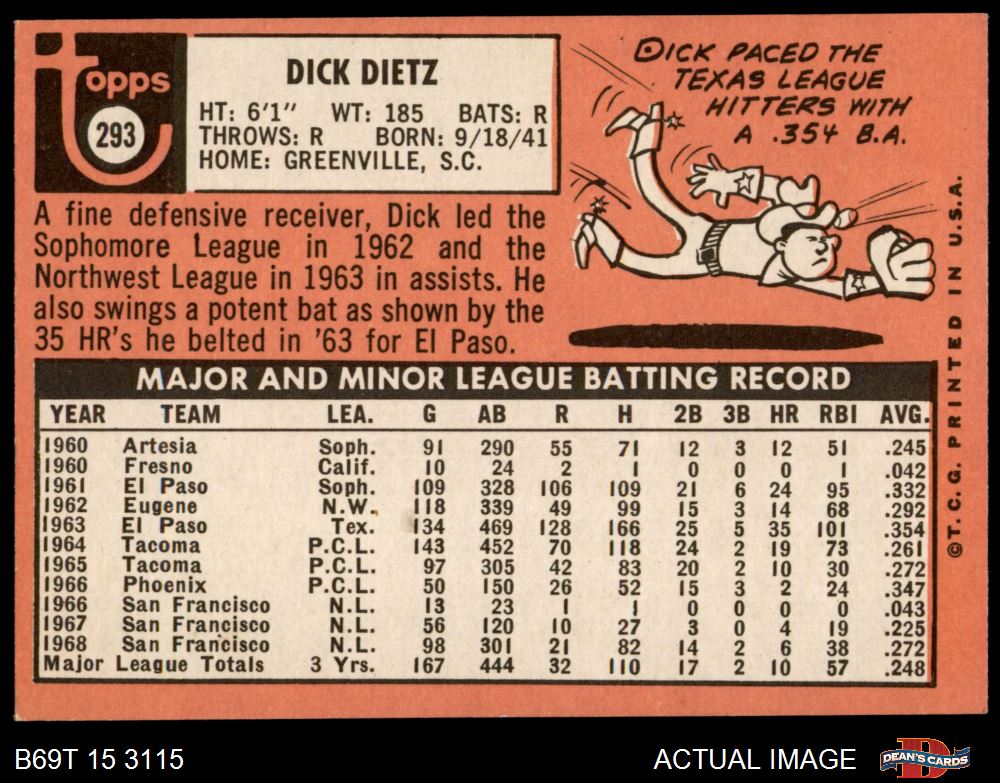 Topps
293
DICK DIETZ
HT: 6'1" WT: 185 BATS: R
THROWS: R BORN: 9/18/41
HOME: GREENVILLE, S.C.
DICK PACED THE
TEXAS LEAGUE
HITTERS WITH
A .354 B.A.
A fine defensive receiver, Dick led the
Sophomore League in 1962 and the
Northwest League in 1963 in assists. He
also swings a potent bat as shown by the
35 HR's he belted in '63 for El Paso.
MAJOR AND MINOR LEAGUE BATTING RECORD
YEAR TEAM LEA. G AB R H 2B 3B HR RBI AVG.
1960 Artesia Soph. 91 290 55 71 12 3 12 51 .245
1960 Fresno Calif. 10 24 2 1 0 0 0 1 .042
1961 El Paso Soph. 109 328 106 109 21 6 24 95 .332
1962 Eugene N.W. 118 339 49 99 15 3 14 68 .292
1963 El Paso Tex. 134 469 128 166 25 5 35 101 .354
1964 Tacoma P.C.L. 143 452 70 118 24 2 19 73 .261
1965 Tacoma P.C.L. 97 305 42 83 20 2 10 30 .272
1966 Phoenix P.C.L. 50 150 26 52 15 3 2 24 .347
1966 San Francisco N.L. 13 23 1 1 0 0 0 0 .043
1967 San Francisco N.L. 56 120 10 27 3 0 4 19 .225
1968 San Francisco N.L. 98 301 21 82 14 2 6 38 .272
Major League Totals 3 Yrs. 167 444 32 110 17 2 10 57 .248
© T. C. G. PRINTED IN U.S.A.
B69T 15 3115
ACTUAL IMAGE
D
DEAN'S CARDS